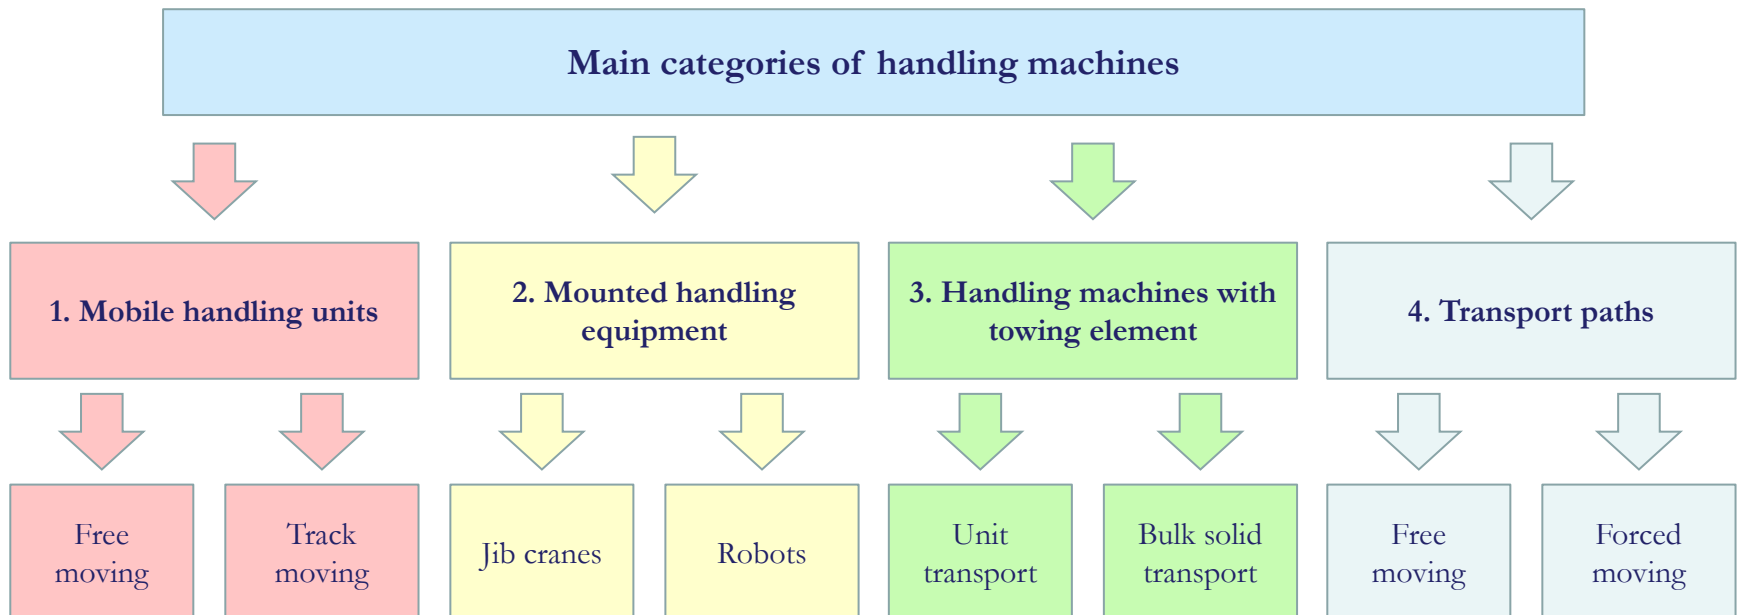 Main categories of handling machines
1. Mobile handling units
2. Mounted handling
equipment
3. Handling machines with
towing element
4. Transport paths
Free
moving
Track
moving
Jib cranes
Robots
Unit
transport
Bulk solid
transport
Free
moving
Forced
moving